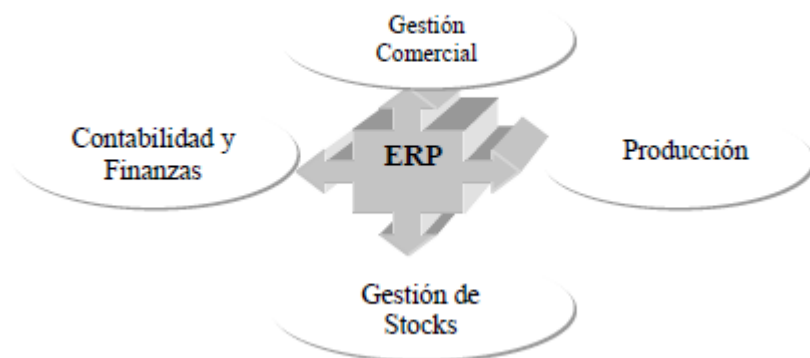 Gestión
Comercial
Contabilidad y
Finanzas
ERP
Producción
Gestión de
Stocks